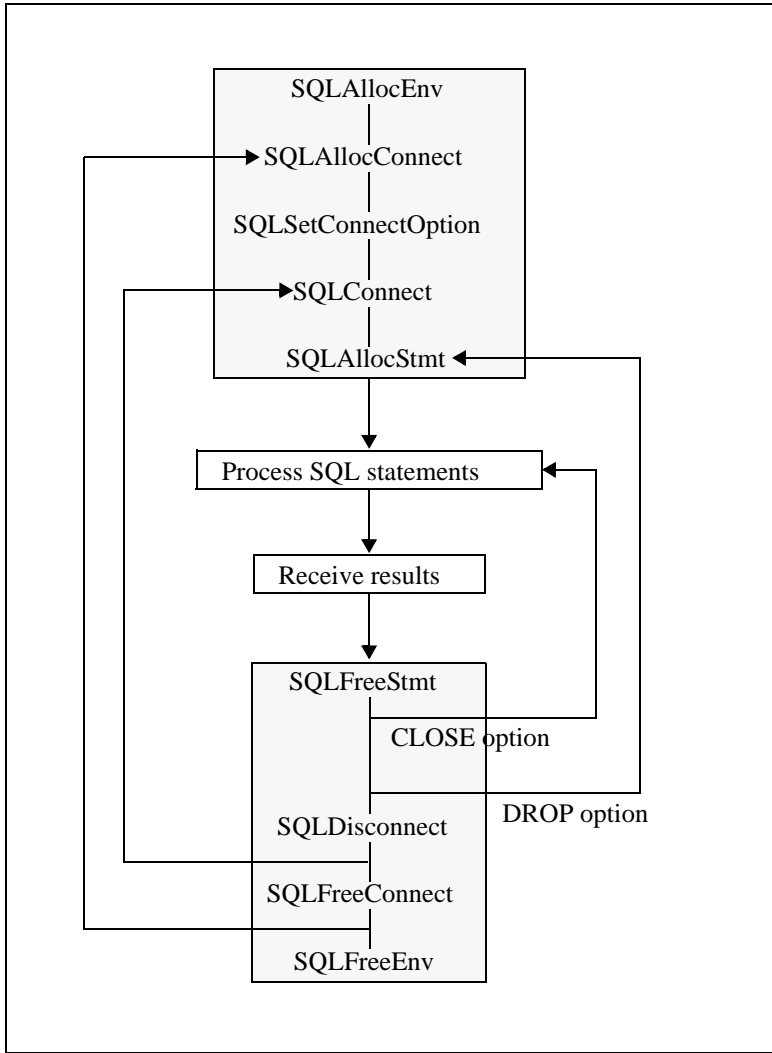 SQLAllocEnv
SQLAllocConnect
SQLSetConnectOption
SQLConnect
SQLAllocStmt
Process SQL statements
Receive results
SQLFreeStmt
CLOSE option
DROP option
SQLDisconnect
SQLFreeConnect
SQLFreeEnv